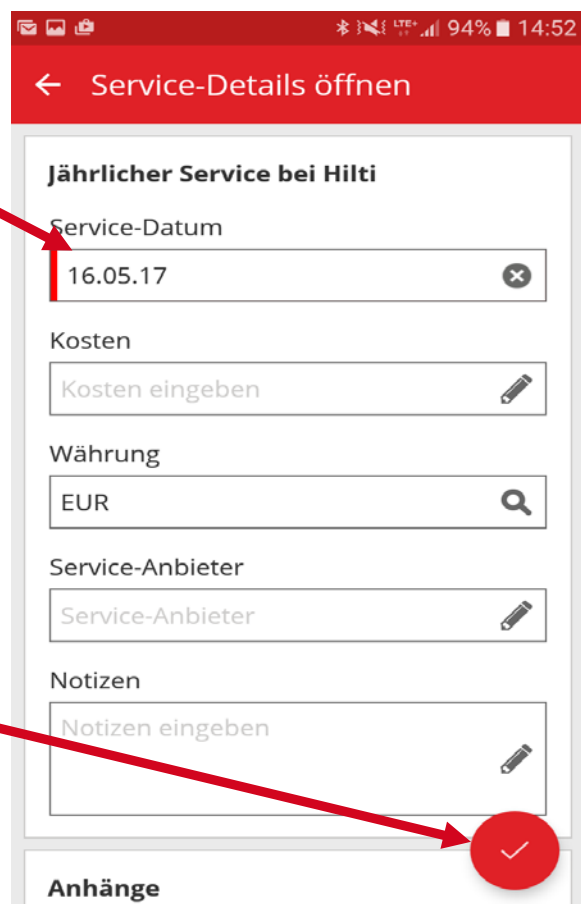 LTE+ 94% 14:52
Service-Details öffnen
Jährlicher Service bei Hilti
Service-Datum
16.05.17
Kosten
Kosten eingeben
Währung
EUR
Service-Anbieter
Service-Anbieter
Notizen
Notizen eingeben
Anhänge